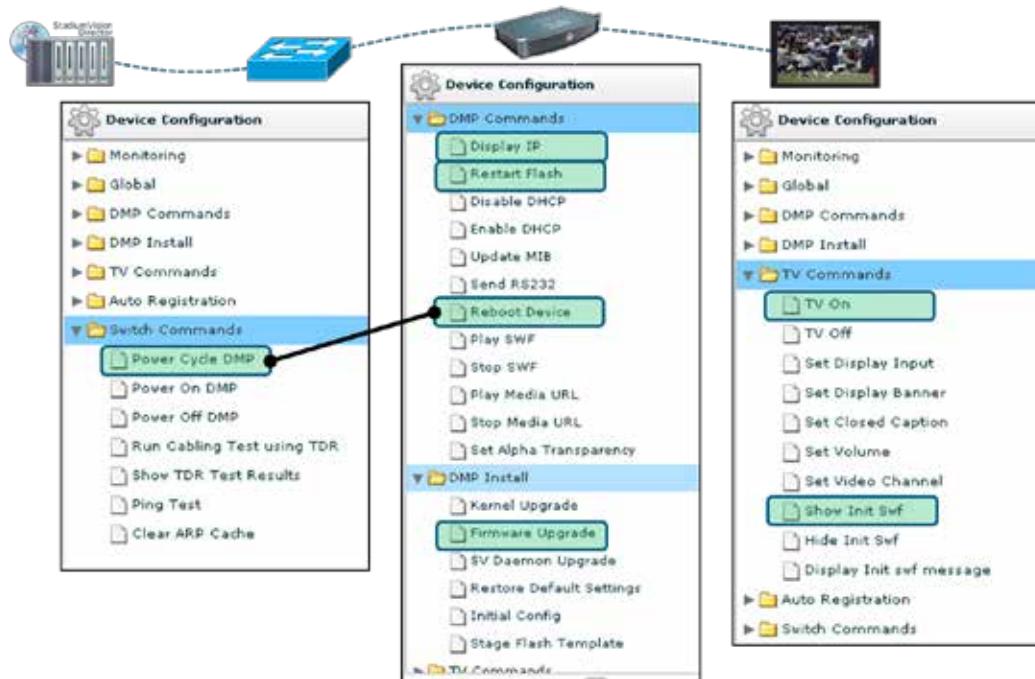 StadiumVision
Director
Device Configuration
Monitoring
Global
DMP Commands
DMP Install
TV Commands
Auto Registration
Switch Commands
Power Cycle DMP
Power On DMP
Power Off DMP
Run Cabling Test using TDR
Show TDR Test Results
Ping Test
Clear ARP Cache
Device Configuration
DMP Commands
Display IP
Restart Flash
Disable DHCP
Enable DHCP
Update MIB
Send RS232
Reboot Device
Play SWF
Stop SWF
Play Media URL
Stop Media URL
Set Alpha Transparency
DMP Install
Kernel Upgrade
Firmware Upgrade
SV Daemon Upgrade
Restore Default Settings
Initial Config
Stage Flash Template
TV Commands
Device Configuration
Monitoring
Global
DMP Commands
DMP Install
TV Commands
TV On
TV Off
Set Display Input
Set Display Banner
Set Closed Caption
Set Volume
Set Video Channel
Show Init Swf
Hide Init Swf
Display Init swf message
Auto Registration
Switch Commands